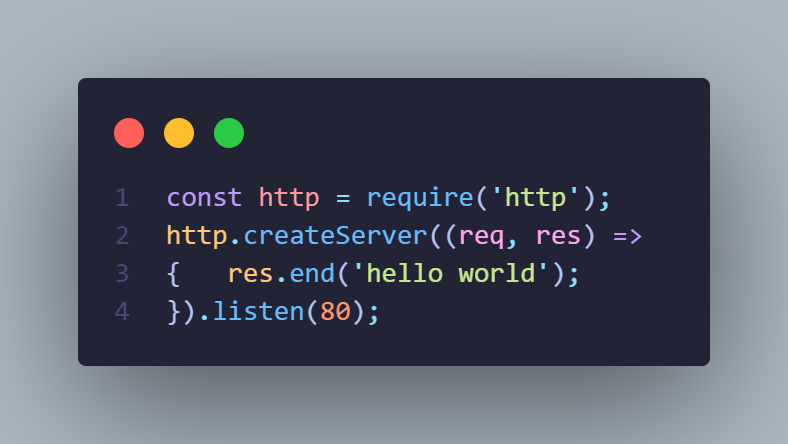 1 const http = require('http');
2 http.createServer((req, res) =>
3 {   res.end('hello world');
4 }).listen(80);